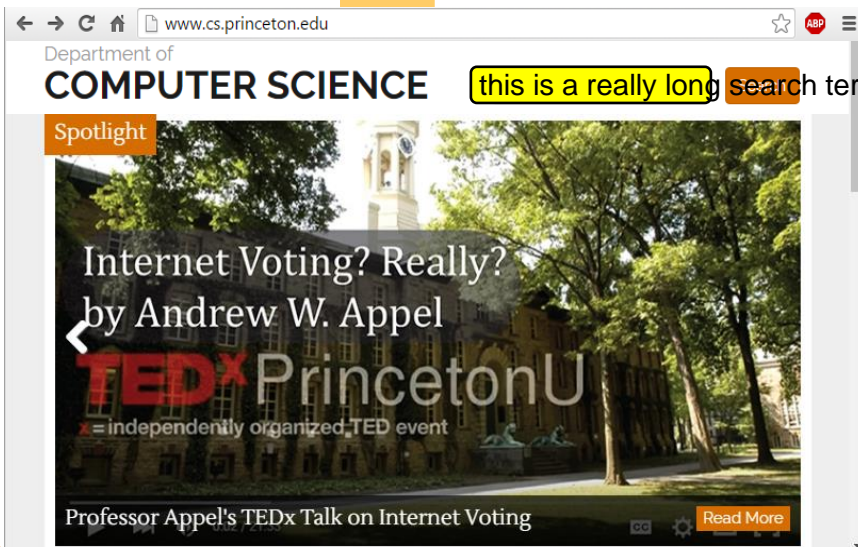 www.cs.princeton.edu
ABP
Department of
COMPUTER SCIENCE
this is a really long search ter
Spotlight
Internet Voting? Really?
by Andrew W. Appel
TEDx PrincetonU
x=independently organized TED event
Professor Appel's TEDx Talk on Internet Voting
CC
Read More